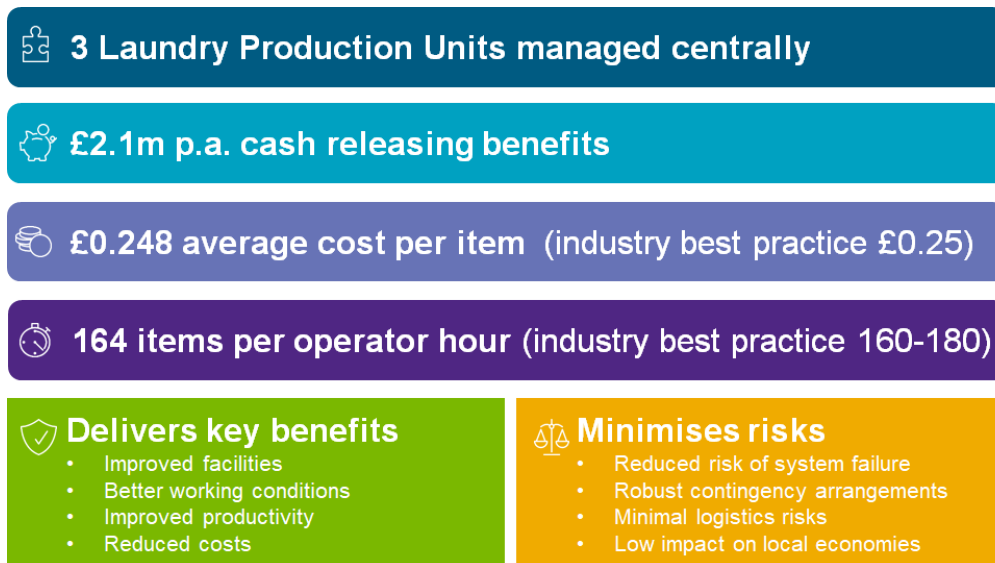 3 Laundry Production Units managed centrally
£2.1m p.a. cash releasing benefits
£0.248 average cost per item (industry best practice £0.25)
164 items per operator hour (industry best practice 160-180)
Delivers key benefits
• Improved facilities
• Better working conditions
• Improved productivity
• Reduced costs
Minimises risks
• Reduced risk of system failure
• Robust contingency arrangements
• Minimal logistics risks
• Low impact on local economies